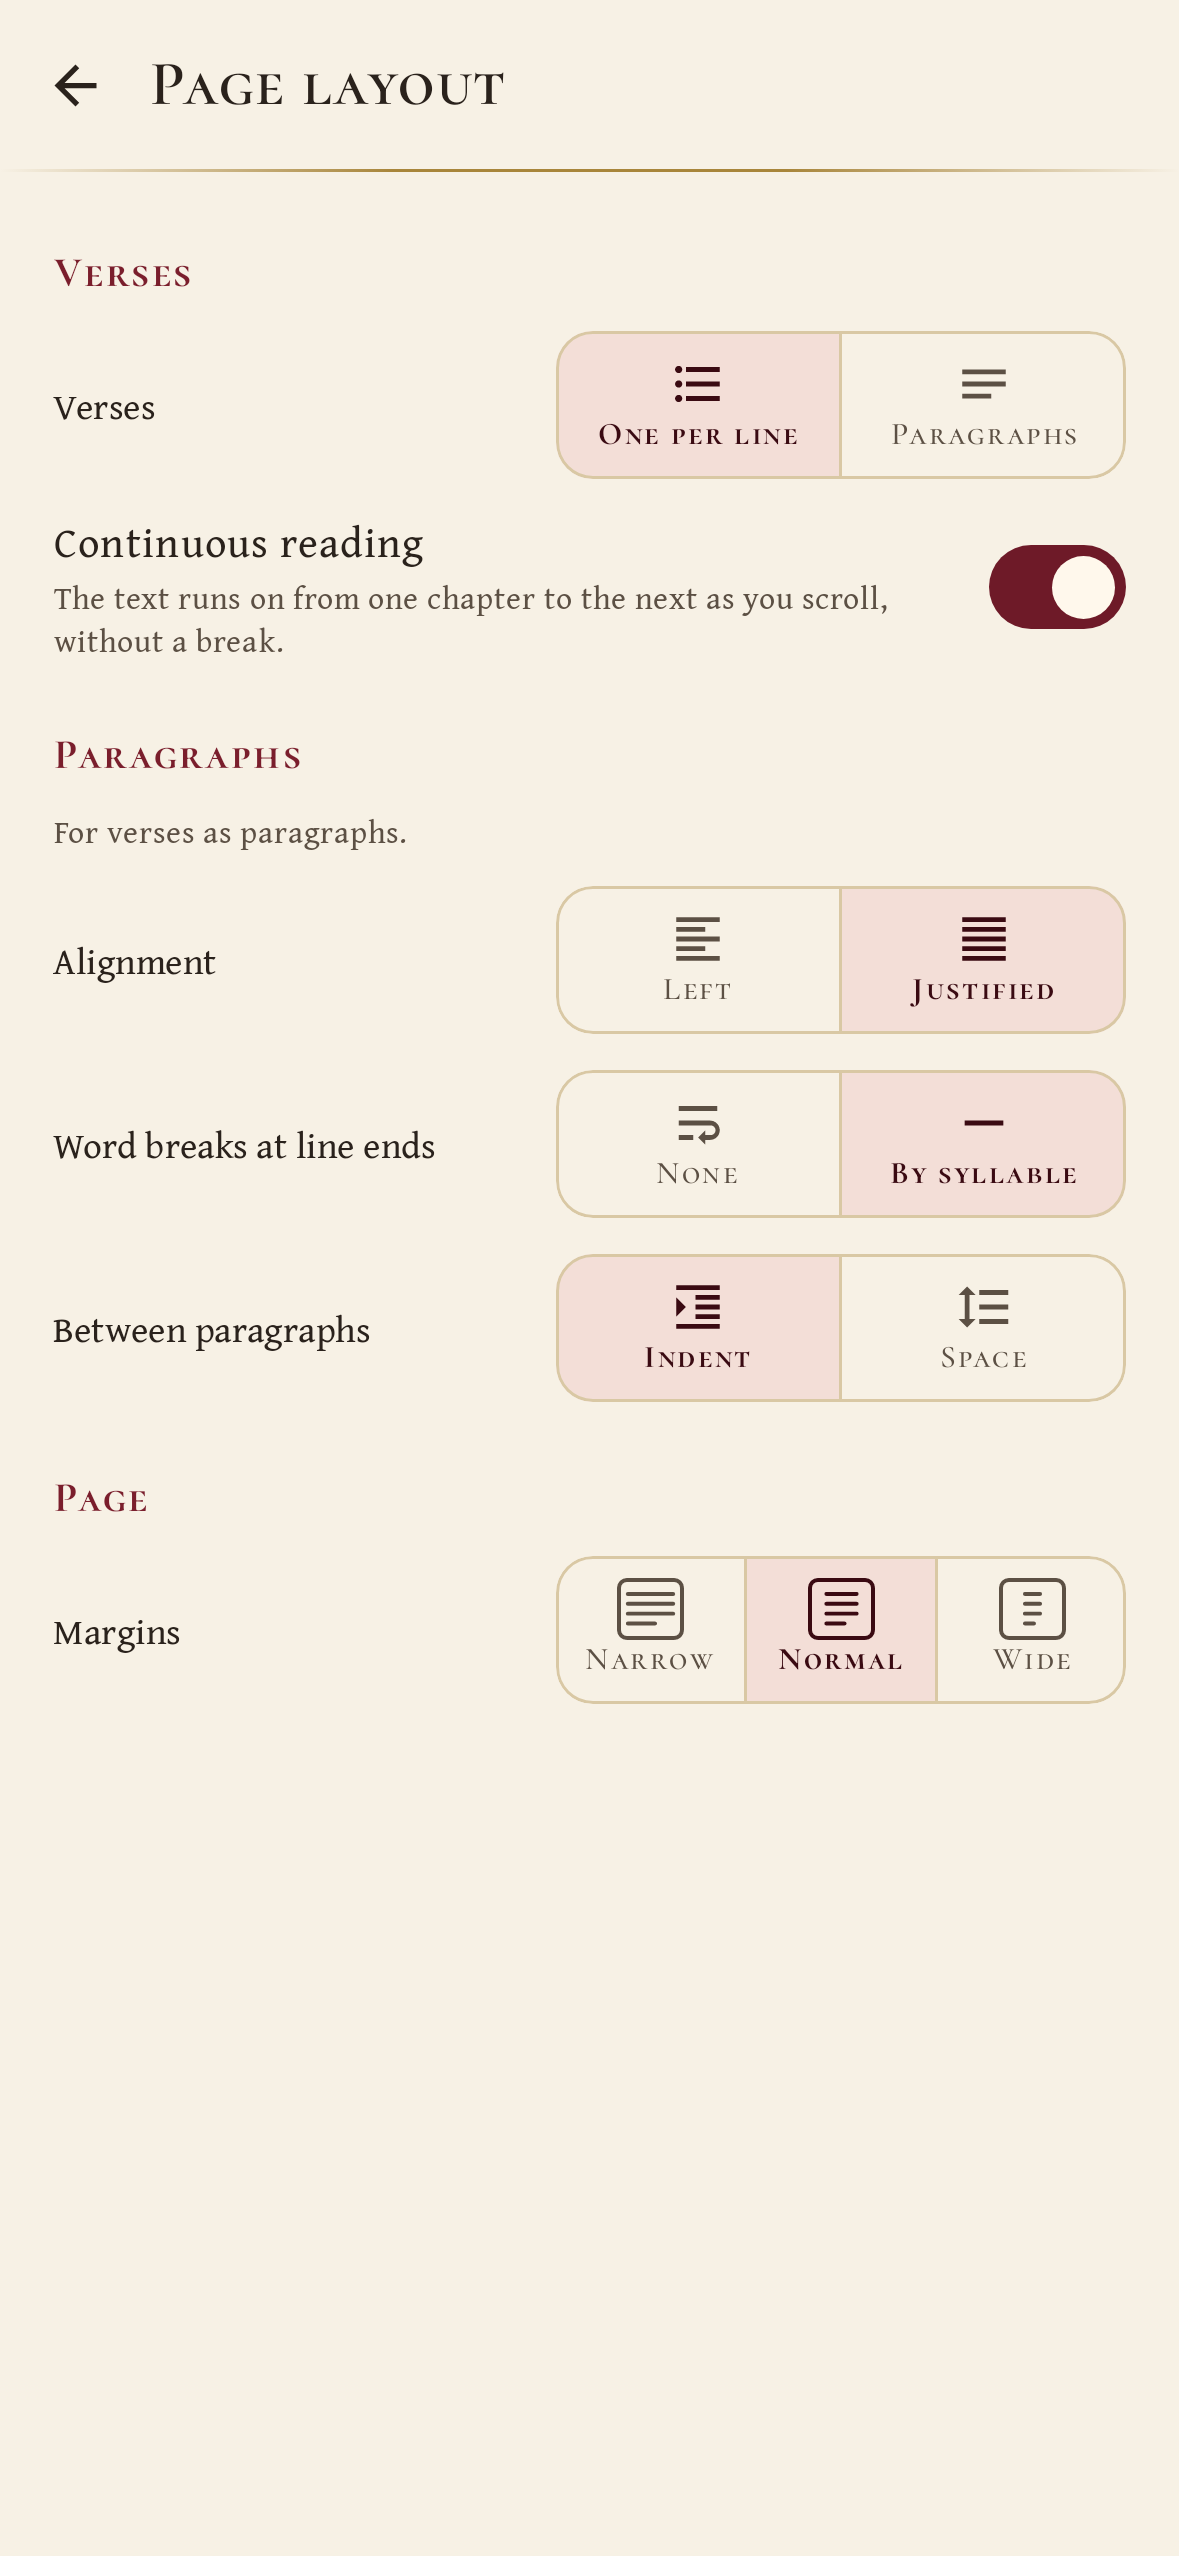 Page layout
Verses
Verses
One per line
Paragraphs
Continuous reading
The text runs on from one chapter to the next as you scroll,
without a break.
Paragraphs
For verses as paragraphs.
Alignment
Left
Justified
Word breaks at line ends
None
By syllable
Between paragraphs
Indent
Space
Page
Margins
Narrow
Normal
Wide